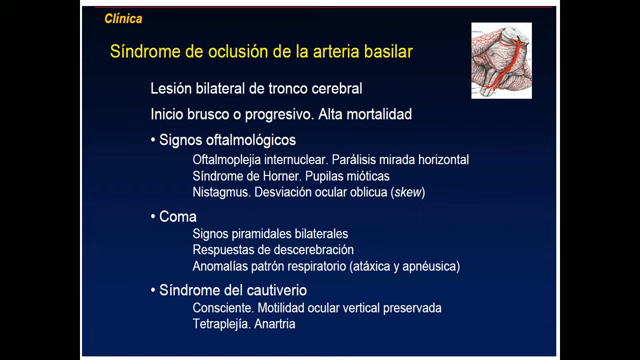 Clínica
Síndrome de oclusión de la arteria basilar
Lesión bilateral de tronco cerebral
Inicio brusco o progresivo. Alta mortalidad
• Signos oftalmológicos
Oftalmoplejia internuclear. Parálisis mirada horizontal
Síndrome de Horner. Pupilas mióticas
Nistagmus. Desviación ocular oblicua (skew)
• Coma
Signos piramidales bilaterales
Respuestas de descerebración
Anomalías patrón respiratorio (atáxica y apnéusica)
• Síndrome del cautiverio
Consciente. Motilidad ocular vertical preservada
Tetraplejía. Anartria